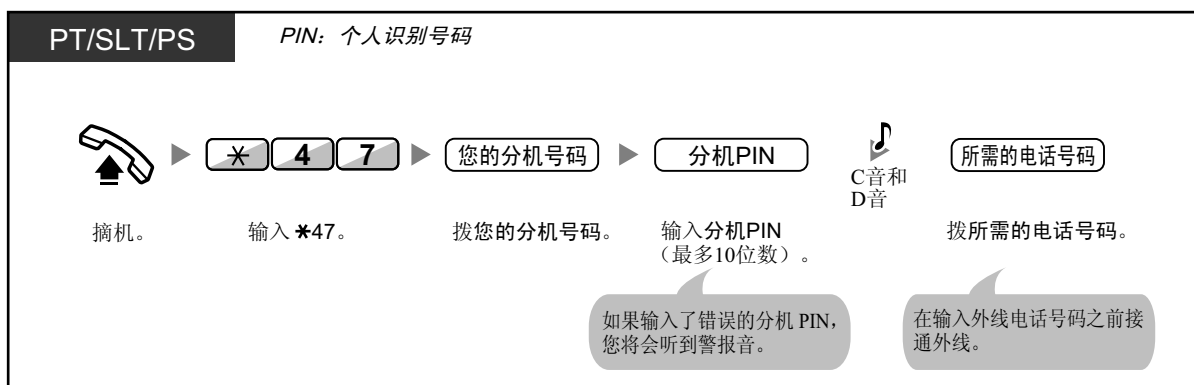 PT/SLT/PS
PIN：个人识别号码
* 4 7
您的分机号码
分机PIN
C音和
D音
所需的电话号码
摘机。
输入 *47。
拨您的分机号码。
输入分机PIN
（最多10位数）。
拨所需的电话号码。
如果输入了错误的分机 PIN，
您将会听到警报音。
在输入外线电话号码之前接
通外线。